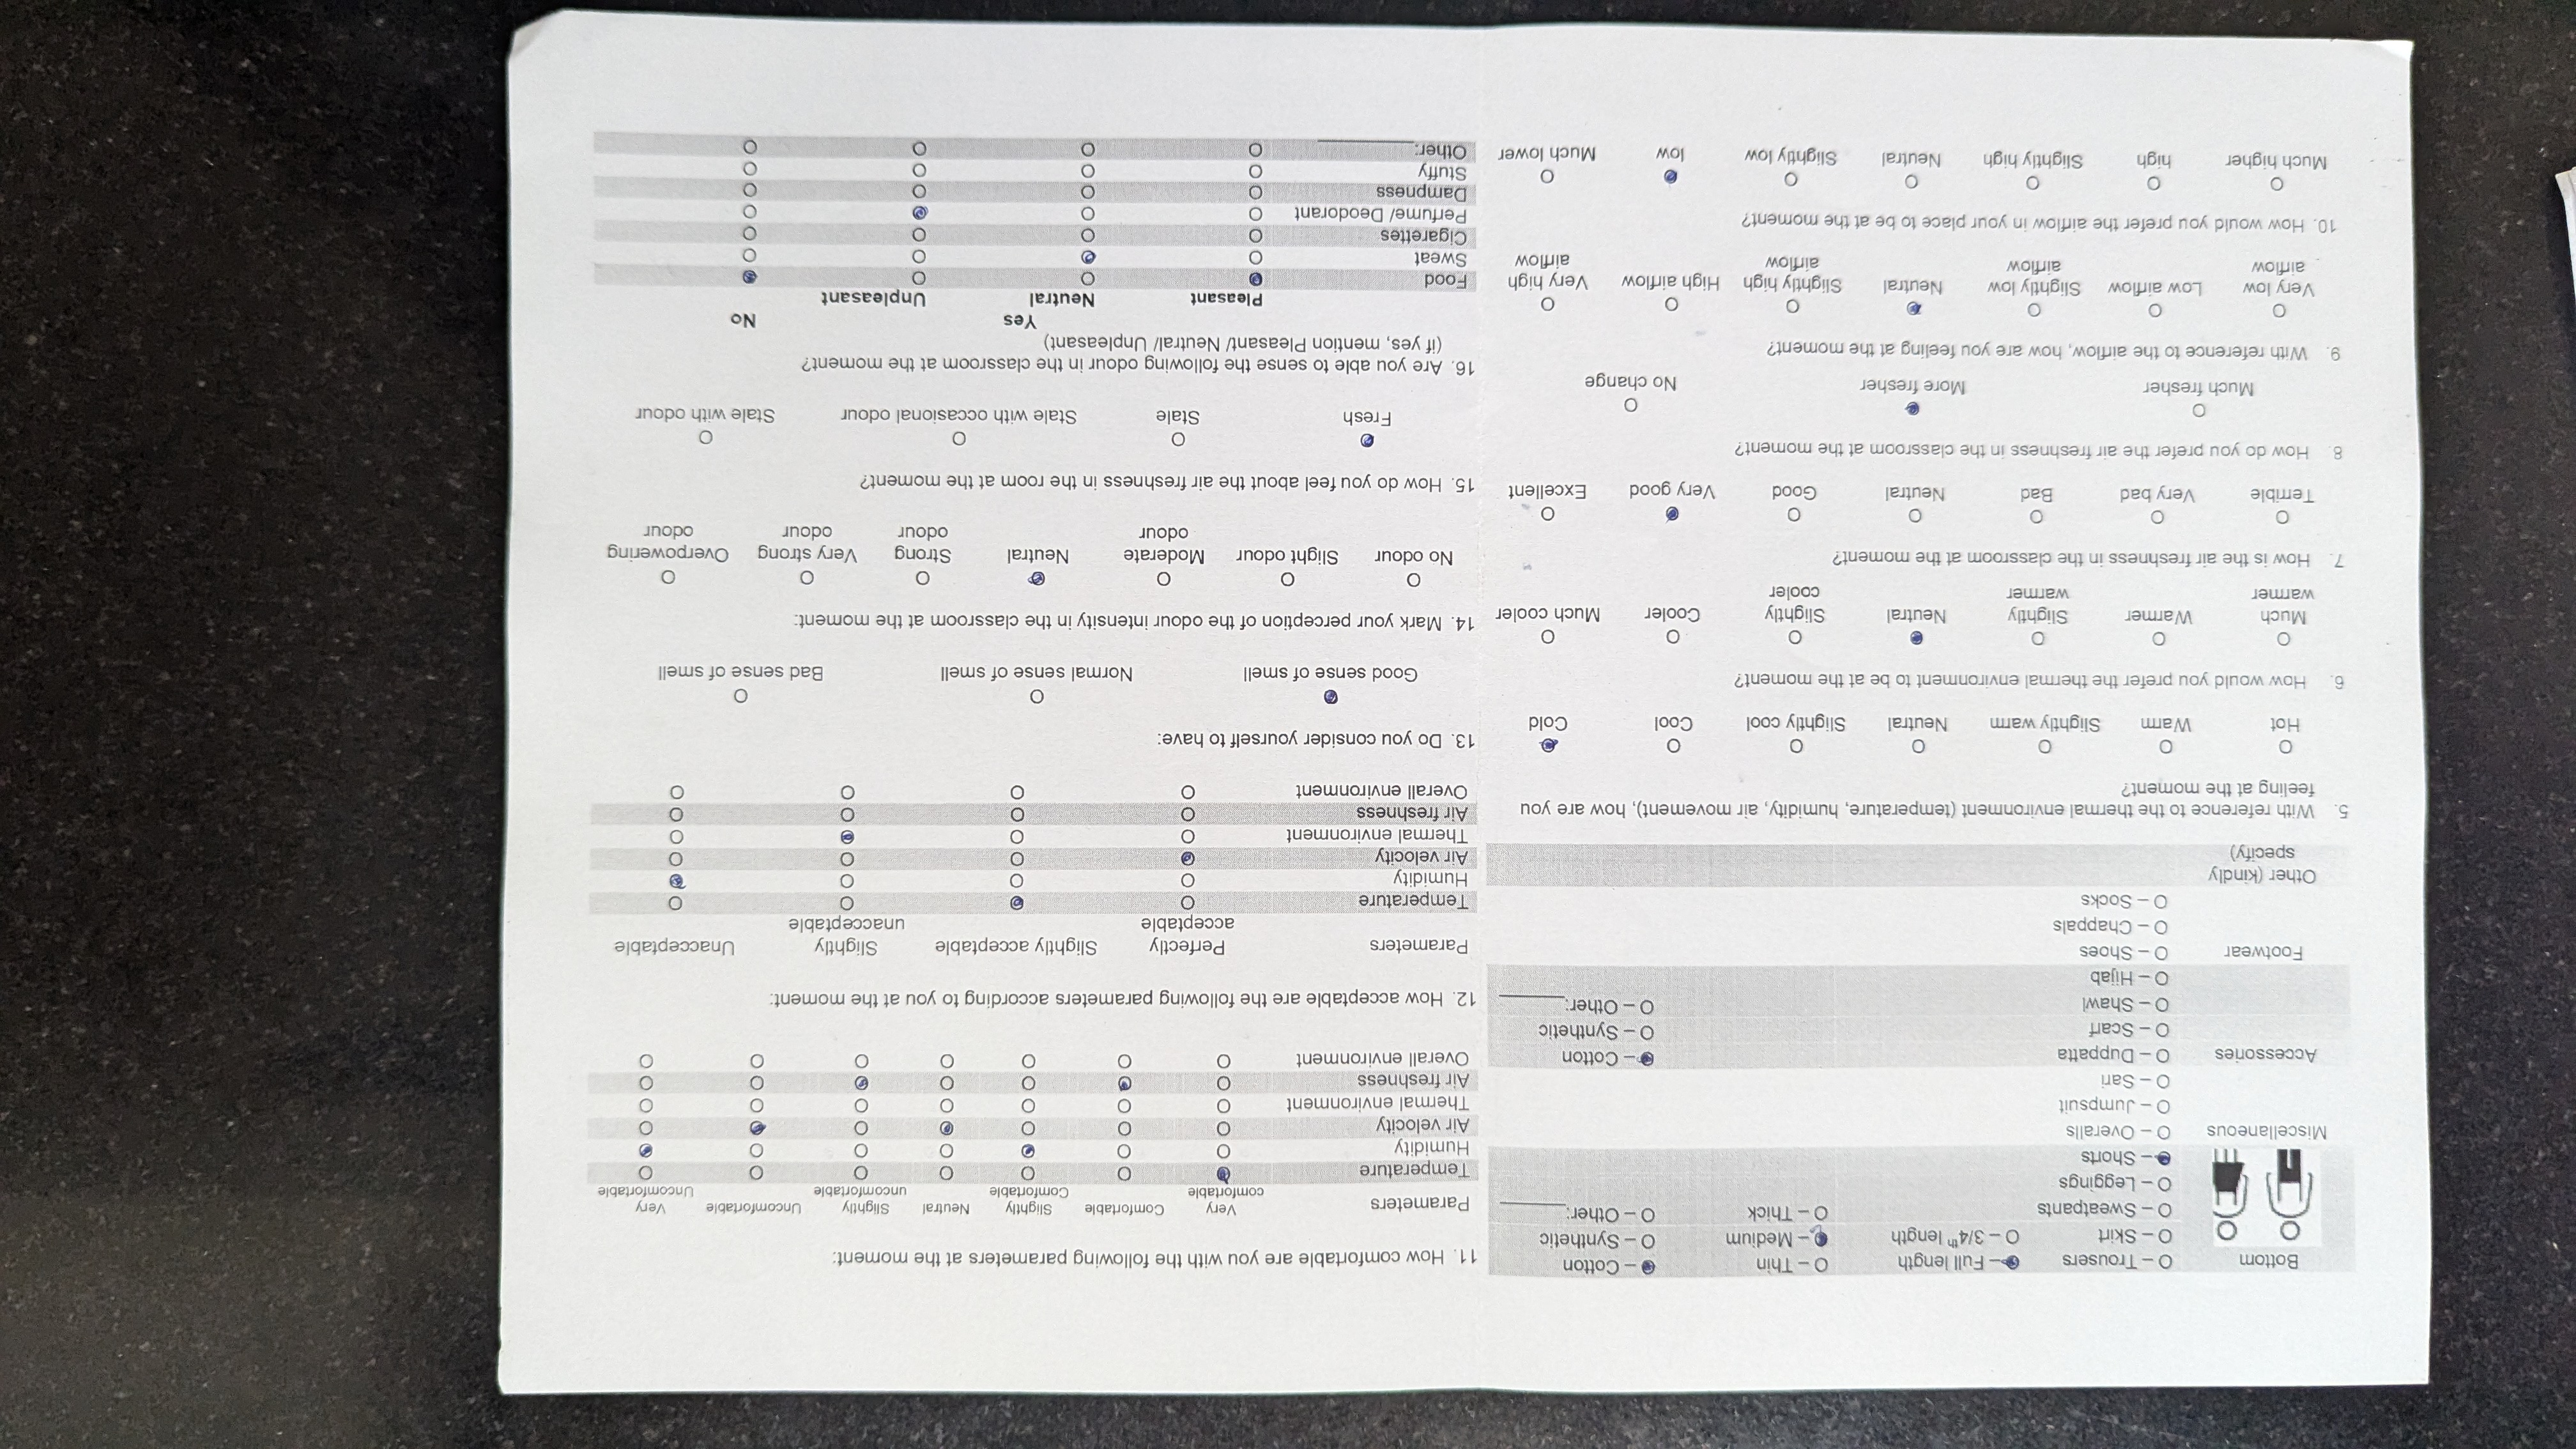 Bottom
O – Trousers
O – Full length
O – Thin
O – Cotton
O – Skirt
O – 3/4th length
O – Medium
O – Synthetic
O – Sweatpants
O – Thick
O – Other:
O – Leggings
O – Shorts
Miscellaneous
O – Overalls
O – Jumpsuit
O – Sari
Accessories
O – Duppatta
O – Cotton
O – Scarf
O – Synthetic
O – Shawl
O – Other:
O – Hijab
Footwear
O – Shoes
O – Chappals
O – Socks
Other (kindly
specify)
5. With reference to the thermal environment (temperature, humidity, air movement), how are you
feeling at the moment?
O O O O O O O
Hot Warm Slightly warm Neutral Slightly cool Cool Cold
6. How would you prefer the thermal environment to be at the moment?
O O O O O O O
Much Warmer Slightly Neutral Slightly Cooler Much cooler
warmer warmer cooler
7. How is the air freshness in the classroom at the moment?
O O O O O O O
Terrible Very bad Bad Neutral Good Very good Excellent
8. How do you prefer the air freshness in the classroom at the moment?
O O O
Much fresher More fresher No change
9. With reference to the airflow, how are you feeling at the moment?
O O O O O O O
Very low Low airflow Slightly low Neutral Slightly high High airflow Very high
airflow airflow airflow airflow
10. How would you prefer the airflow in your place to be at the moment?
O O O O O O O
Much higher high Slightly high Neutral Slightly low low Much lower
11. How comfortable are you with the following parameters at the moment:
Parameters Very Comfortable Slightly Neutral Slightly Uncomfortable Very
comfortable Comfortable uncomfortable Uncomfortable
Temperature O O O O O O O
Humidity O O O O O O O
Air velocity O O O O O O O
Thermal environment O O O O O O O
Air freshness O O O O O O O
Overall environment O O O O O O O
12. How acceptable are the following parameters according to you at the moment:
Parameters Perfectly Slightly acceptable Slightly Unacceptable
acceptable unacceptable
Temperature O O O O
Humidity O O O O
Air velocity O O O O
Thermal environment O O O O
Air freshness O O O O
Overall environment O O O O
13. Do you consider yourself to have:
O O O
Good sense of smell Normal sense of smell Bad sense of smell
14. Mark your perception of the odour intensity in the classroom at the moment:
O O O O O O O
No odour Slight odour Moderate Neutral Strong Very strong Overpowering
odour odour odour odour
15. How do you feel about the air freshness in the room at the moment?
O O O O
Fresh Stale Stale with occasional odour Stale with odour
16. Are you able to sense the following odour in the classroom at the moment?
(if yes, mention Pleasant/ Neutral/ Unpleasant)
Yes No
Pleasant Neutral Unpleasant
Food O O O O
Sweat O O O O
Cigarettes O O O O
Perfume/ Deodorant O O O O
Dampness O O O O
Stuffy O O O O
Other: O O O O